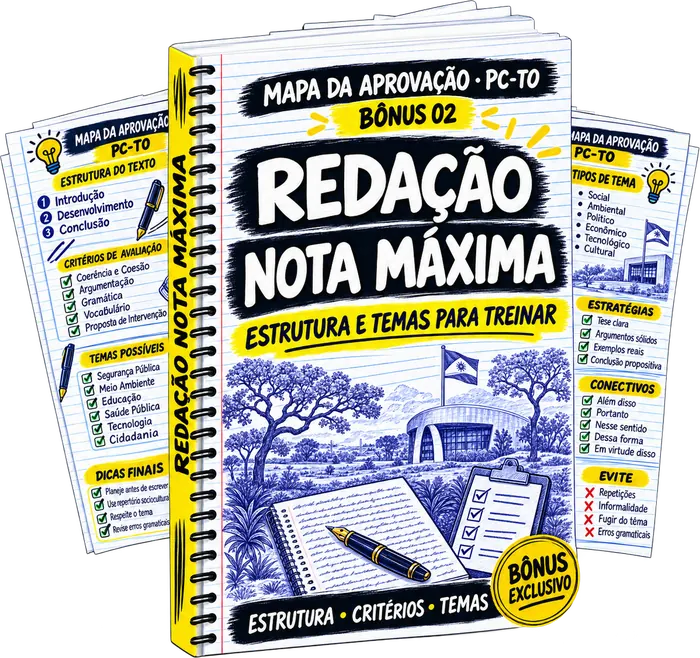 MAPA DA APROVAÇÃO · PC-TO
BÔNUS 02
REDAÇÃO
NOTA MÁXIMA
ESTRUTURA E TEMAS PARA TREINAR
ESTRUTURA • CRITÉRIOS • TEMAS
BÔNUS
EXCLUSIVO
REDAÇÃO NOTA MÁXIMA
MAPA DA APROVAÇÃO
PC-TO
ESTRUTURA DO TEXTO
1 Introdução
2 Desenvolvimento
3 Conclusão
CRITÉRIOS DE AVALIAÇÃO
Coerência e Coesão
Argumentação
Gramática
Vocabulário
Proposta de Intervenção
TEMAS POSSÍVEIS
Segurança Pública
Meio Ambiente
Educação
Saúde Pública
Tecnologia
Cidadania
DICAS FINAIS
Planeje antes de escrever
Use repertório sociocultural
Respeite o tema
Revise erros gramaticais
MAPA DA APROVAÇÃO
PC-TO
TIPOS DE TEMA
• Social
• Ambiental
• Político
• Econômico
• Tecnológico
• Cultural
ESTRATÉGIAS
Tese clara
Argumentos sólidos
Exemplos reais
Conclusão propositiva
CONECTIVOS
Além disso
Portanto
Nesse sentido
Dessa forma
Em virtude disso
EVITE
Repetições
Informalidade
Fugir do tema
Erros gramaticais